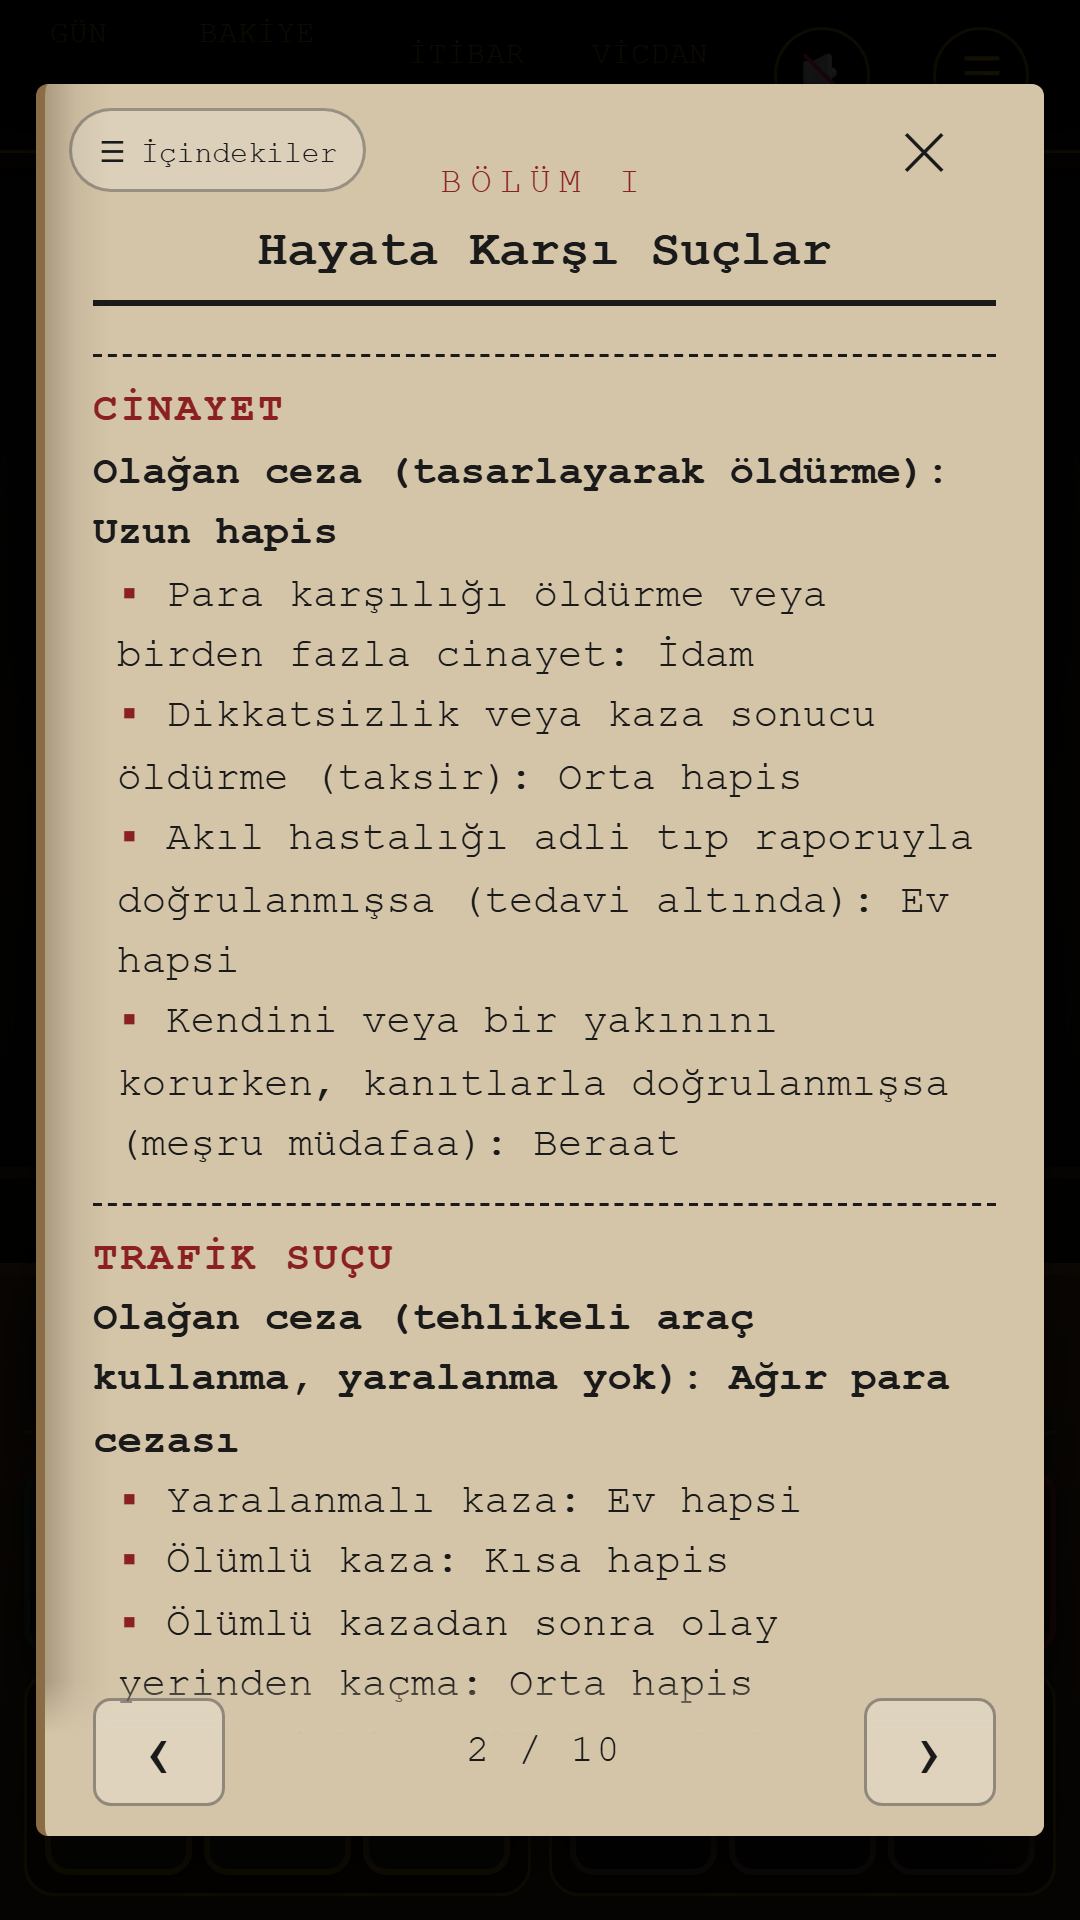 GÜN BAKİYE İTİBAR VİCDAN
☰ İçindekiler
BÖLÜM I
Hayata Karşı Suçlar
CİNAYET
Olağan ceza (tasarlayarak öldürme):
Uzun hapis
▪ Para karşılığı öldürme veya
birden fazla cinayet: İdam
▪ Dikkatsizlik veya kaza sonucu
öldürme (taksir): Orta hapis
▪ Akıl hastalığı adli tıp raporuyla
doğrulanmışsa (tedavi altında): Ev
hapsi
▪ Kendini veya bir yakınını
korurken, kanıtlarla doğrulanmışsa
(meşru müdafaa): Beraat
TRAFİK SUÇU
Olağan ceza (tehlikeli araç
kullanma, yaralanma yok): Ağır para
cezası
▪ Yaralanmalı kaza: Ev hapsi
▪ Ölümlü kaza: Kısa hapis
▪ Ölümlü kazadan sonra olay
yerinden kaçma: Orta hapis
‹ 2 / 10 ›